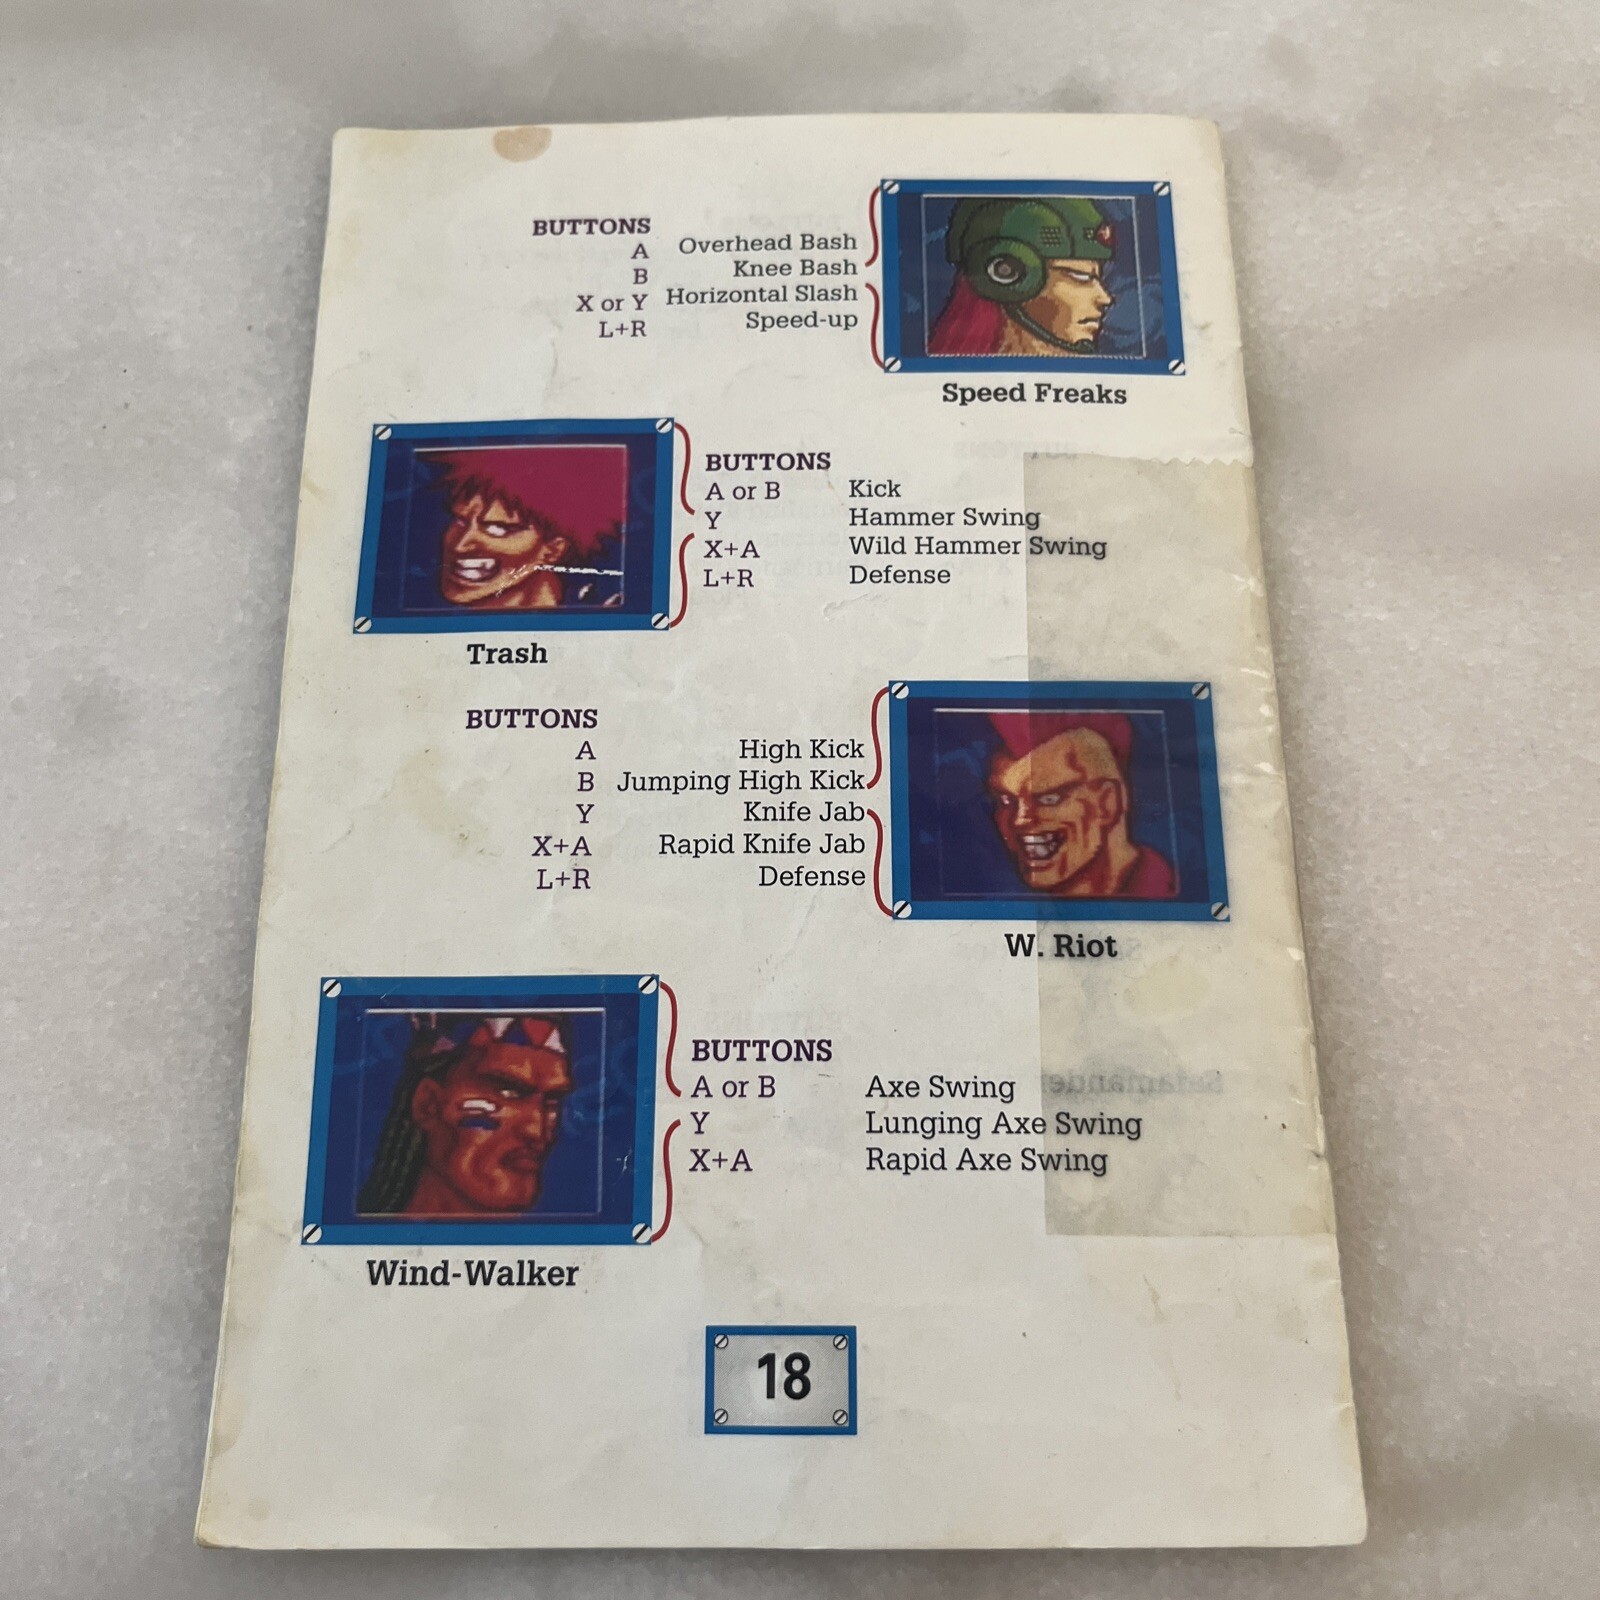 BUTTONS
A Overhead Bash
B Knee Bash
X or Y Horizontal Slash
L+R Speed-up
Speed Freaks
BUTTONS
A or B Kick
Y Hammer Swing
X+A Wild Hammer Swing
L+R Defense
Trash
BUTTONS
A High Kick
B Jumping High Kick
Y Knife Jab
X+A Rapid Knife Jab
L+R Defense
W. Riot
BUTTONS
A or B Axe Swing
Y Lunging Axe Swing
X+A Rapid Axe Swing
Wind-Walker
18